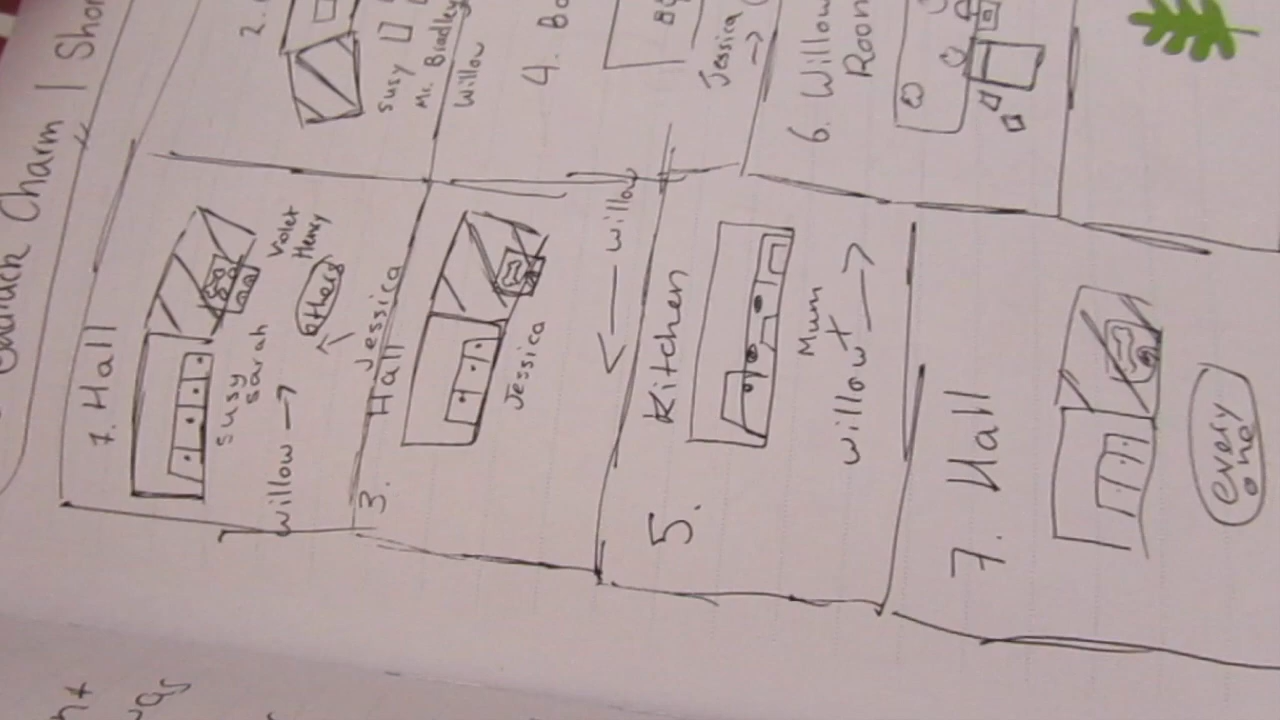 Charm | Shor
1. Hall
Susy
Sarah
Violet
Henry
Willow →
others
2.
Susy
Mr. Bradley
Willow
3. Jessica
Hall
Jessica
← Willow
4. Bo
Jessica
→
5. Kitchen
Mum
Willow →
6. Willow
Room
7. Hall
every
one